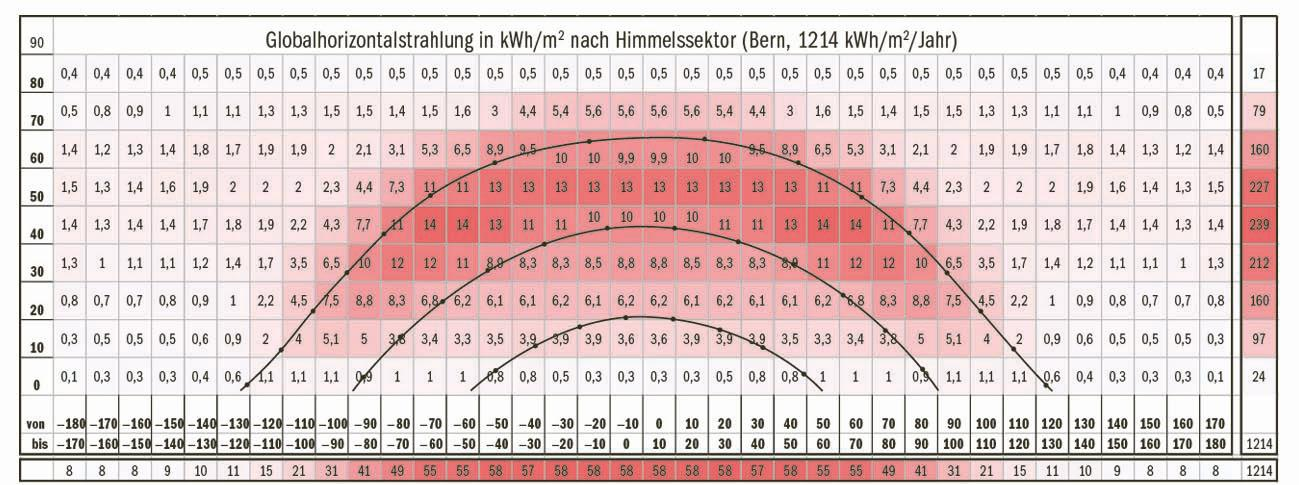 Globalhorizontalstrahlung in kWh/m² nach Himmelssektor (Bern, 1214 kWh/m²/Jahr)
90
0,4 0,4 0,4 0,4 0,5 0,5 0,5 0,5 0,5 0,5 0,5 0,5 0,5 0,5 0,5 0,5 0,5 0,5 0,5 0,5 0,5 0,5 0,5 0,5 0,5 0,5 0,5 0,5 0,5 0,5 0,5 0,5 0,4 0,4 0,4 0,4 17
80
0,5 0,8 0,9 1 1,1 1,1 1,3 1,3 1,5 1,5 1,4 1,5 1,6 3 4,4 5,4 5,6 5,6 5,6 5,6 5,4 4,4 3 1,6 1,5 1,4 1,5 1,5 1,3 1,3 1,1 1,1 1 0,9 0,8 0,5 79
70
1,4 1,2 1,3 1,4 1,8 1,7 1,9 1,9 2 2,1 3,1 5,3 6,5 8,9 9,5 10 10 9,9 9,9 10 10 9,5 8,9 6,5 5,3 3,1 2,1 2 1,9 1,9 1,7 1,8 1,4 1,3 1,2 1,4 160
60
1,5 1,3 1,4 1,6 1,9 2 2 2 2,3 4,4 7,3 11 11 13 13 13 13 13 13 13 13 13 13 11 11 7,3 4,4 2,3 2 2 2 1,9 1,6 1,4 1,3 1,5 227
50
1,4 1,3 1,4 1,4 1,7 1,8 1,9 2,2 4,3 7,7 11 14 14 13 11 11 10 10 10 10 11 11 13 14 14 11 7,7 4,3 2,2 1,9 1,8 1,7 1,4 1,4 1,3 1,4 239
40
1,3 1 1,1 1,1 1,2 1,4 1,7 3,5 6,5 10 12 12 11 8,9 8,3 8,3 8,5 8,8 8,8 8,5 8,3 8,3 8,9 11 12 12 10 6,5 3,5 1,7 1,4 1,2 1,1 1,1 1 1,3 212
30
0,8 0,7 0,7 0,8 0,9 1 2,2 4,5 7,5 8,8 8,3 6,8 6,2 6,1 6,1 6,1 6,2 6,2 6,2 6,2 6,1 6,1 6,1 6,2 6,8 8,3 8,8 7,5 4,5 2,2 1 0,9 0,8 0,7 0,7 0,8 160
20
0,3 0,5 0,5 0,5 0,6 0,9 2 4 5,1 5 3,8 3,4 3,3 3,5 3,9 3,9 3,9 3,6 3,6 3,9 3,9 3,9 3,5 3,3 3,4 3,8 5 5,1 4 2 0,9 0,6 0,5 0,5 0,5 0,3 97
10
0,1 0,3 0,3 0,3 0,4 0,6 1,1 1,1 1,1 0,9 1 1 1 0,8 0,8 0,5 0,3 0,3 0,3 0,3 0,5 0,8 0,8 1 1 1 0,9 1,1 1,1 1,1 0,6 0,4 0,3 0,3 0,3 0,1 24
0
von –180 –170 –160 –150 –140 –130 –120 –110 –100 –90 –80 –70 –60 –50 –40 –30 –20 –10 0 10 20 30 40 50 60 70 80 90 100 110 120 130 140 150 160 170
bis –170 –160 –150 –140 –130 –120 –110 –100 –90 –80 –70 –60 –50 –40 –30 –20 –10 0 10 20 30 40 50 60 70 80 90 100 110 120 130 140 150 160 170 180 1214
8 8 8 9 10 11 15 21 31 41 49 55 55 58 57 58 58 58 58 58 58 57 58 55 55 49 41 31 21 15 11 10 9 8 8 8 1214